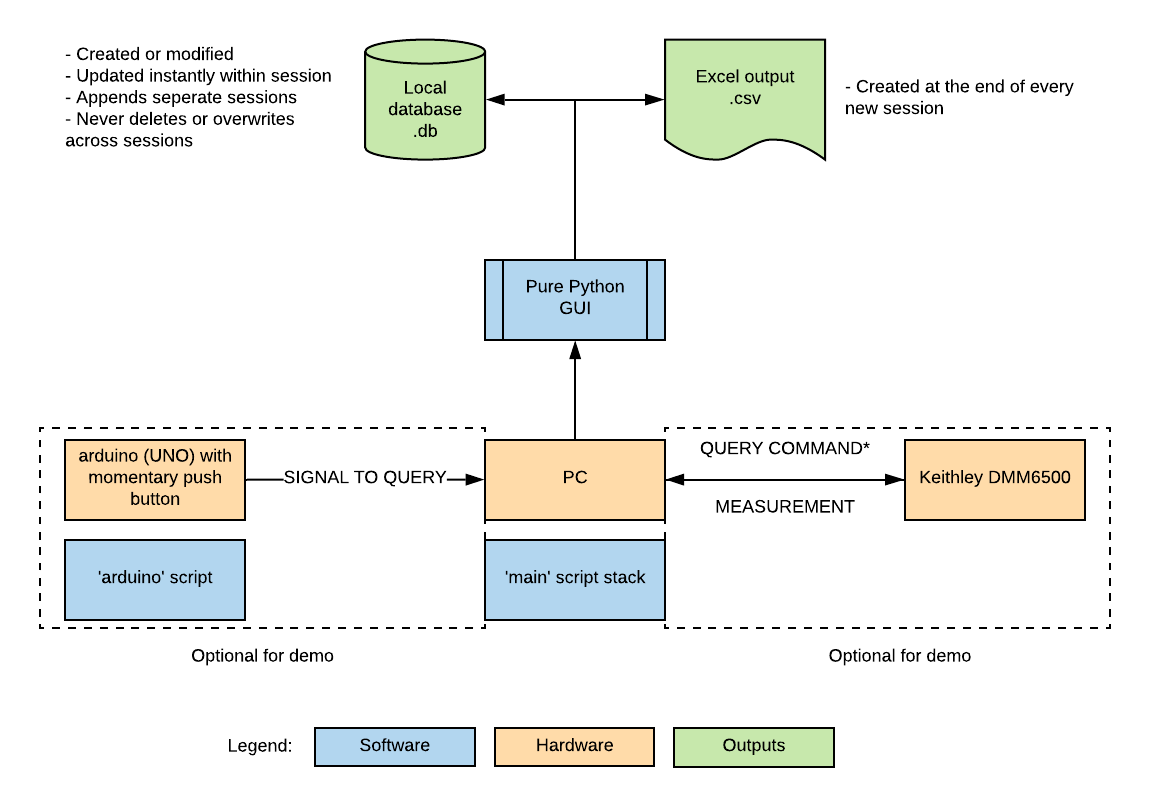 - Created or modified
- Updated instantly within session
- Appends seperate sessions
- Never deletes or overwrites
across sessions
Local
database
.db
Excel output
.csv
- Created at the end of every
new session
Pure Python
GUI
arduino (UNO) with
momentary push
button
SIGNAL TO QUERY
PC
QUERY COMMAND*
MEASUREMENT
Keithley DMM6500
'arduino' script
'main' script stack
Optional for demo
Optional for demo
Legend:
Software
Hardware
Outputs